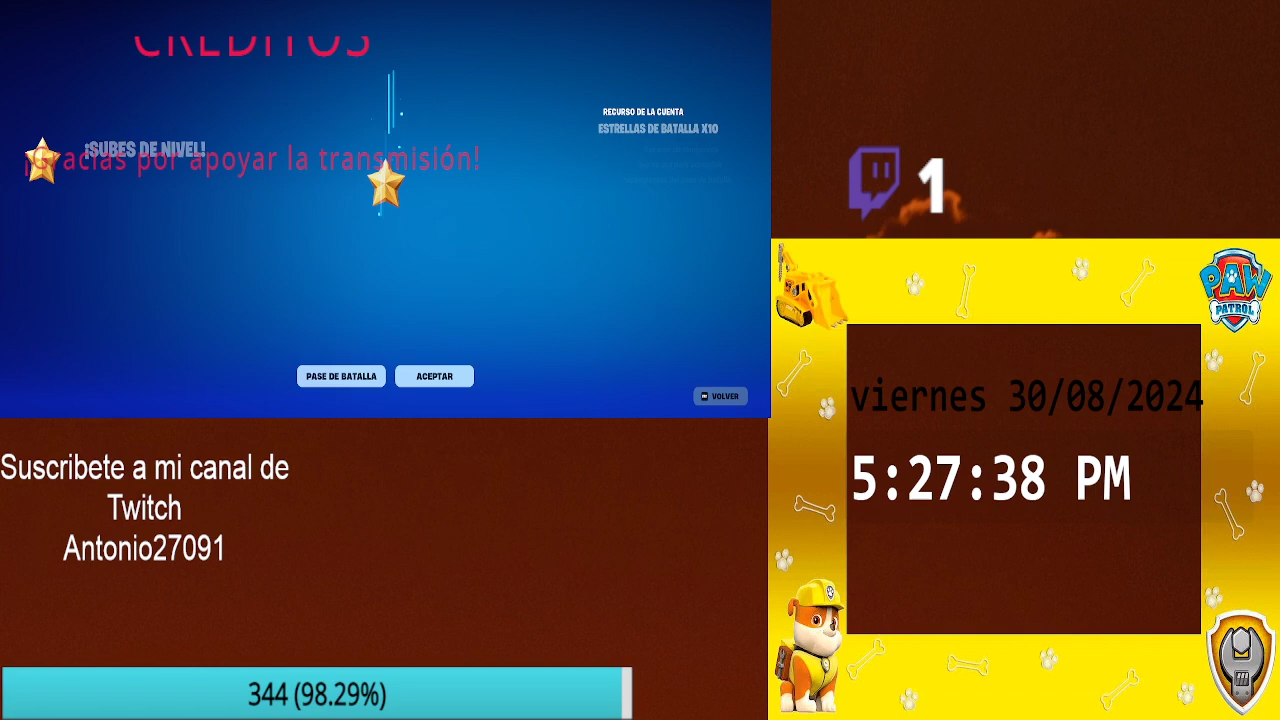 CREDITOS
¡SUBES DE NIVEL!
¡Gracias por apoyar la transmisión!
RECURSO DE LA CUENTA
ESTRELLAS DE BATALLA X10
PASE DE BATALLA
ACEPTAR
VOLVER
1
PAW
PATROL
viernes 30/08/2024
5:27:38 PM
Suscribete a mi canal de
Twitch
Antonio27091
344 (98.29%)